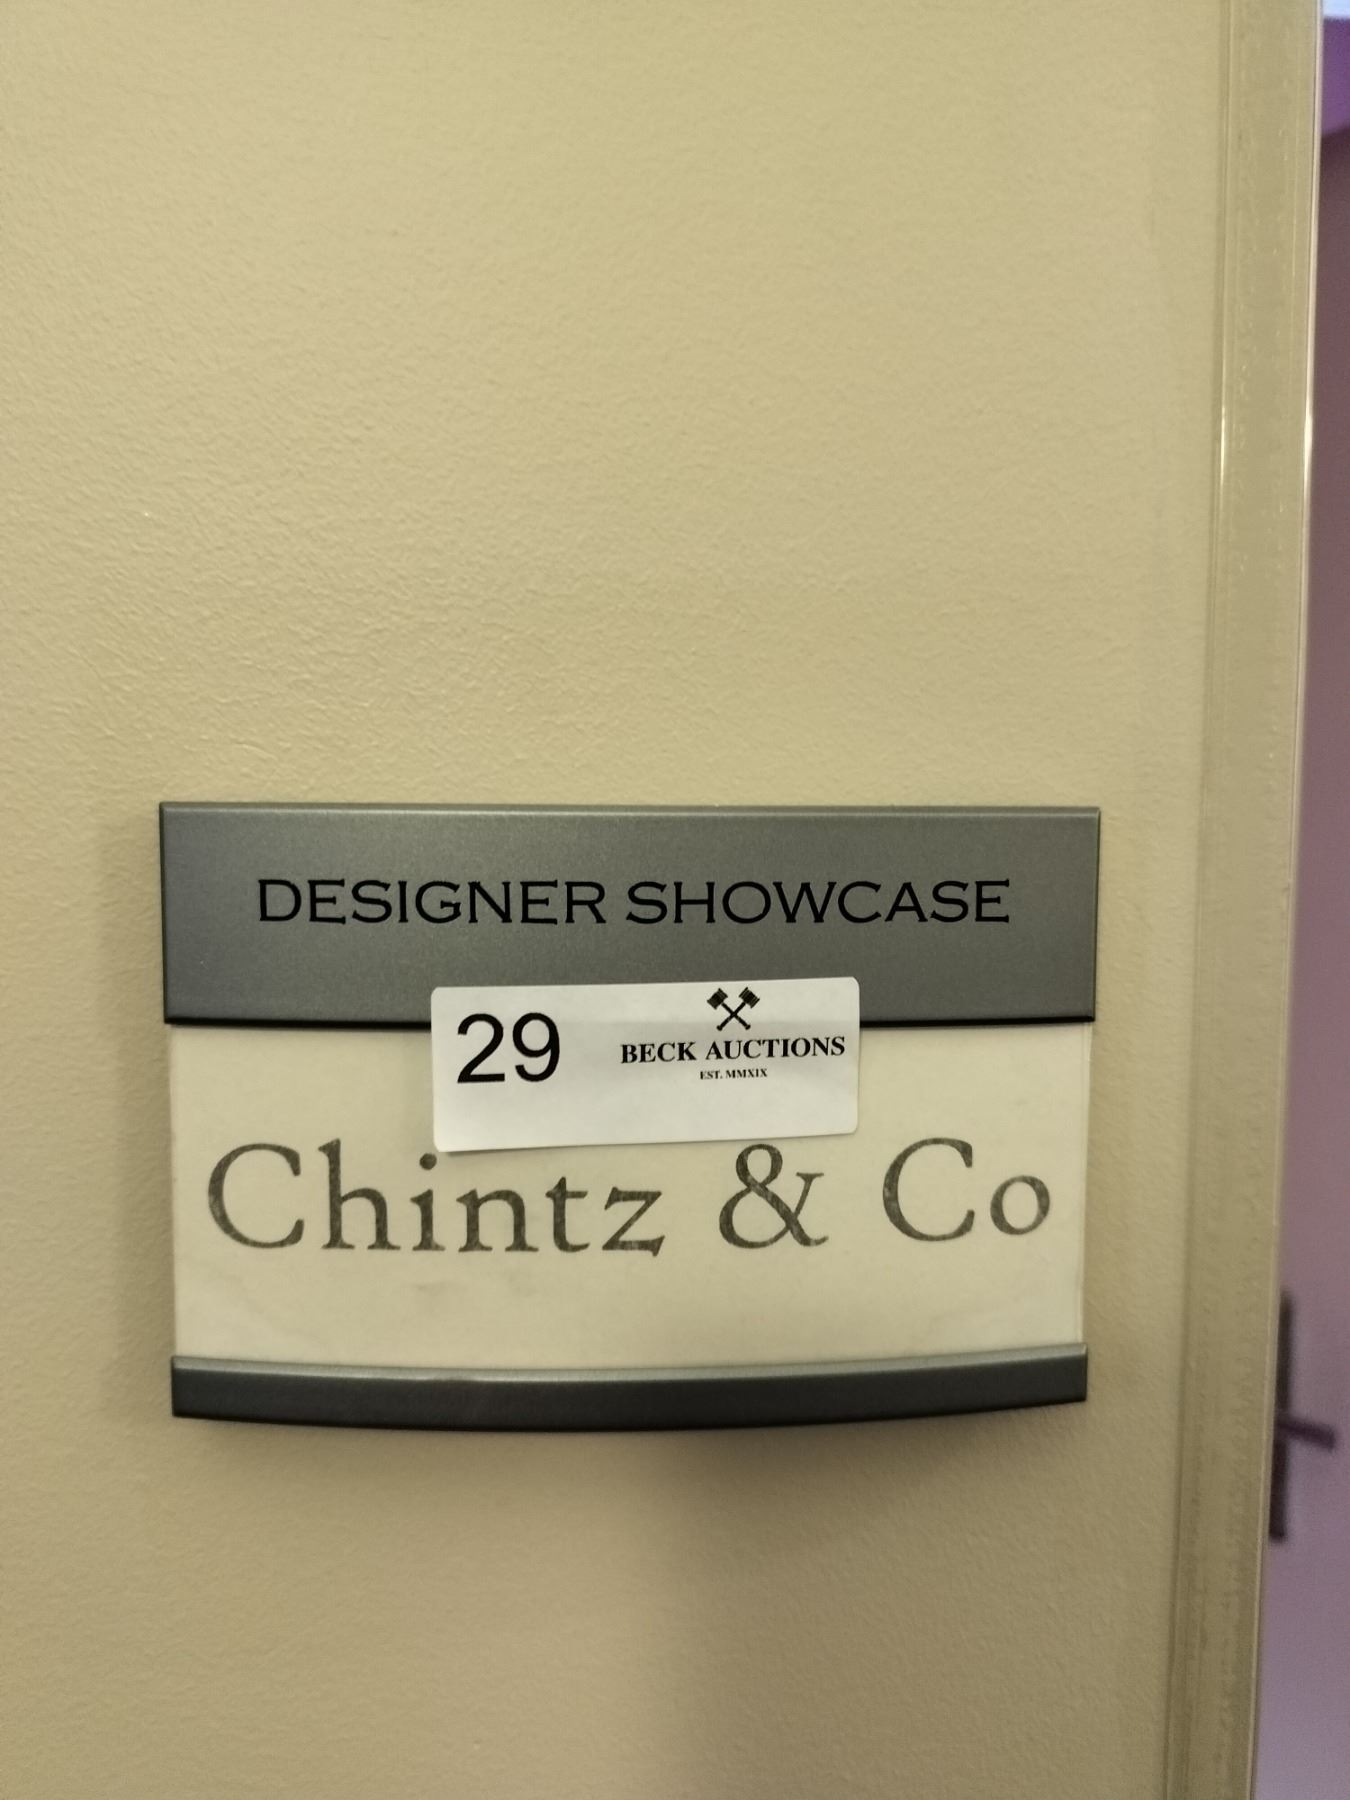 DESIGNER SHOWCASE
29
BECK AUCTIONS
EST. MMXIX
Chintz & Co